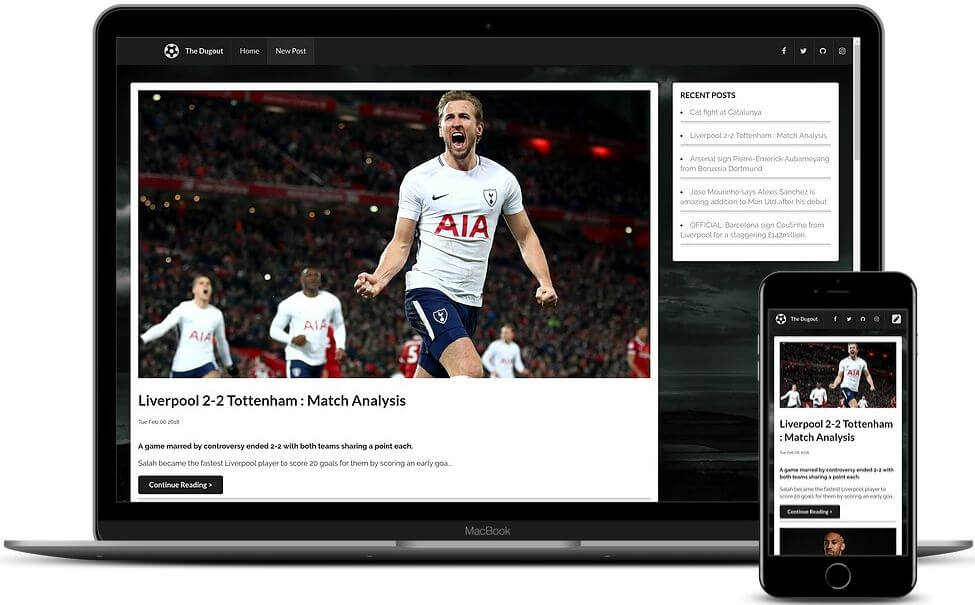 The Dugout
Home
New Post
AIA
AIA
AIA
Liverpool 2-2 Tottenham : Match Analysis
Tue Feb 06 2018
A game marred by controversy ended 2-2 with both teams sharing a point each.
Salah became the fastest Liverpool player to score 20 goals for them by scoring an early goa...
Continue Reading >
RECENT POSTS
Cat fight at Catalunya
Liverpool 2-2 Tottenham : Match Analysis
Arsenal sign Pierre-Emerick Aubameyang
from Borussia Dortmund
Jose Mourinho says Alexis Sanchez is
amazing addition to Man Utd after his debut
OFFICIAL: Barcelona sign Coutinho from
Liverpool for a staggering £142million.
MacBook
The Dugout
AIA
Liverpool 2-2 Tottenham
: Match Analysis
Tue Feb 06 2018
A game marred by controversy ended 2-2 with
both teams sharing a point each.
Salah became the fastest Liverpool player to
score 20 goals for them by scoring an early goa...
Continue Reading >